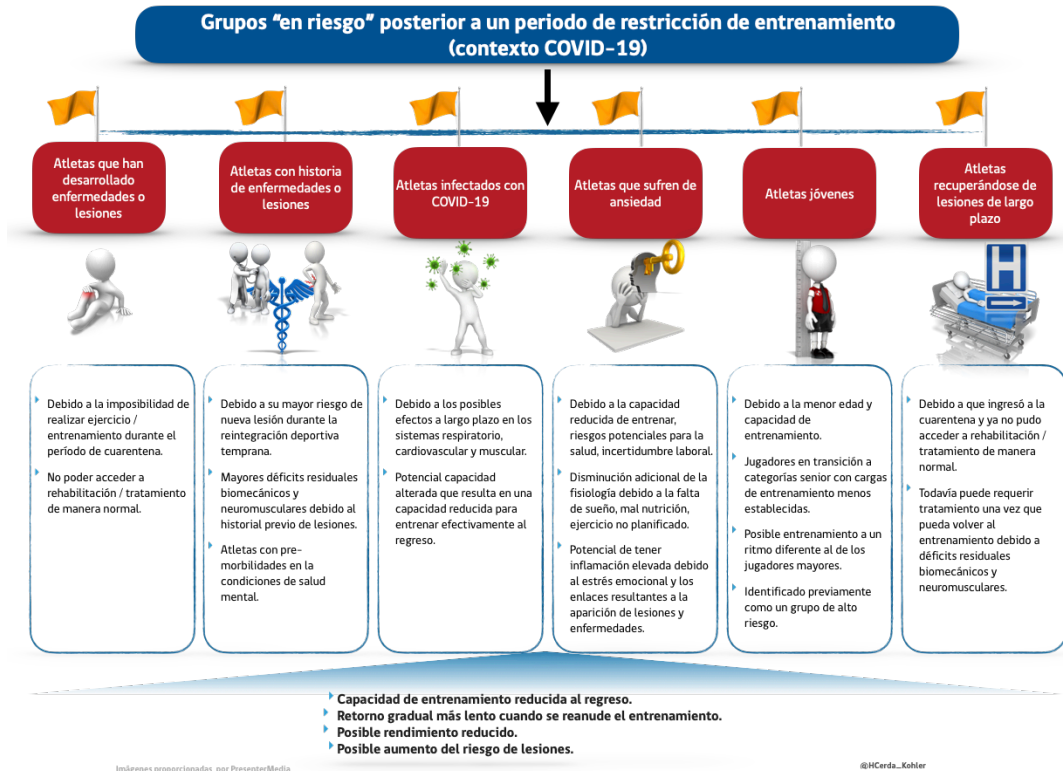 Grupos “en riesgo” posterior a un periodo de restricción de entrenamiento
(contexto COVID-19)
Atletas que han
desarrollado
enfermedades o
lesiones
Atletas con historia
de enfermedades o
lesiones
Atletas infectados con
COVID-19
Atletas que sufren de
ansiedad
Atletas jóvenes
Atletas
recuperándose de
lesiones de largo
plazo
H
Debido a la imposibilidad de
realizar ejercicio /
entrenamiento durante el
período de cuarentena.
No poder acceder a
rehabilitación / tratamiento
de manera normal.
Debido a su mayor riesgo de
nueva lesión durante la
reintegración deportiva
temprana.
Mayores déficits residuales
biomecánicos y
neuromusculares debido al
historial previo de lesiones.
Atletas con pre-
morbilidades en la
condiciones de salud
mental.
Debido a los posibles
efectos a largo plazo en los
sistemas respiratorio,
cardiovascular y muscular.
Potencial capacidad
alterada que resulta en una
capacidad reducida para
entrenar efectivamente al
regreso.
Debido a la capacidad
reducida de entrenar,
riesgos potenciales para la
salud, incertidumbre laboral.
Disminución adicional de la
fisiología debido a la falta
de sueño, mal nutrición,
ejercicio no planificado.
Potencial de tener
inflamación elevada debido
al estrés emocional y los
enlaces resultantes a la
aparición de lesiones y
enfermedades.
Debido a la menor edad y
capacidad de
entrenamiento.
Jugadores en transición a
categorías senior con cargas
de entrenamiento menos
establecidas.
Posible entrenamiento a un
ritmo diferente al de los
jugadores mayores.
Identificado previamente
como un grupo de alto
riesgo.
Debido a que ingresó a la
cuarentena y ya no pudo
acceder a rehabilitación /
tratamiento de manera
normal.
Todavía puede requerir
tratamiento una vez que
pueda volver al
entrenamiento debido a
déficits residuales
biomecánicos y
neuromusculares.
Capacidad de entrenamiento reducida al regreso.
Retorno gradual más lento cuando se reanude el entrenamiento.
Posible rendimiento reducido.
Posible aumento del riesgo de lesiones.
Imágenes proporcionadas por PresenterMedia
@HCerda_Kohler